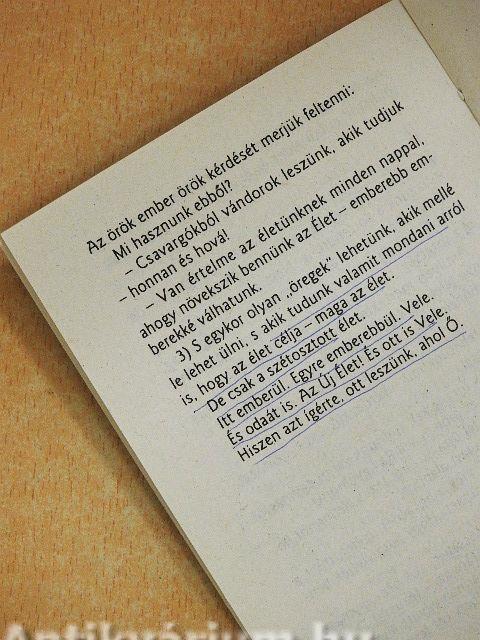 Az örök ember örök kérdését merjük feltenni:
Mi hasznunk ebből?
– Csavargókból vándorok leszünk, akik tudjuk
– honnan és hová!
– Van értelme az életünknek minden nappal,
ahogy növekszik bennünk az Élet – emberebb em-
berekké válhatunk.
3) S egykor olyan „öregek" lehetünk, akik mellé
le lehet ülni, s akik tudunk valamit mondani arról
is, hogy az élet célja – maga az élet.
De csak a szétosztott élet.
Itt emberül. Egyre emberebbül. Vele.
És odaát is. Az Új Élet! És ott is Vele.
Hiszen azt ígérte, ott leszünk, ahol Ő.
Antikvárium.hu